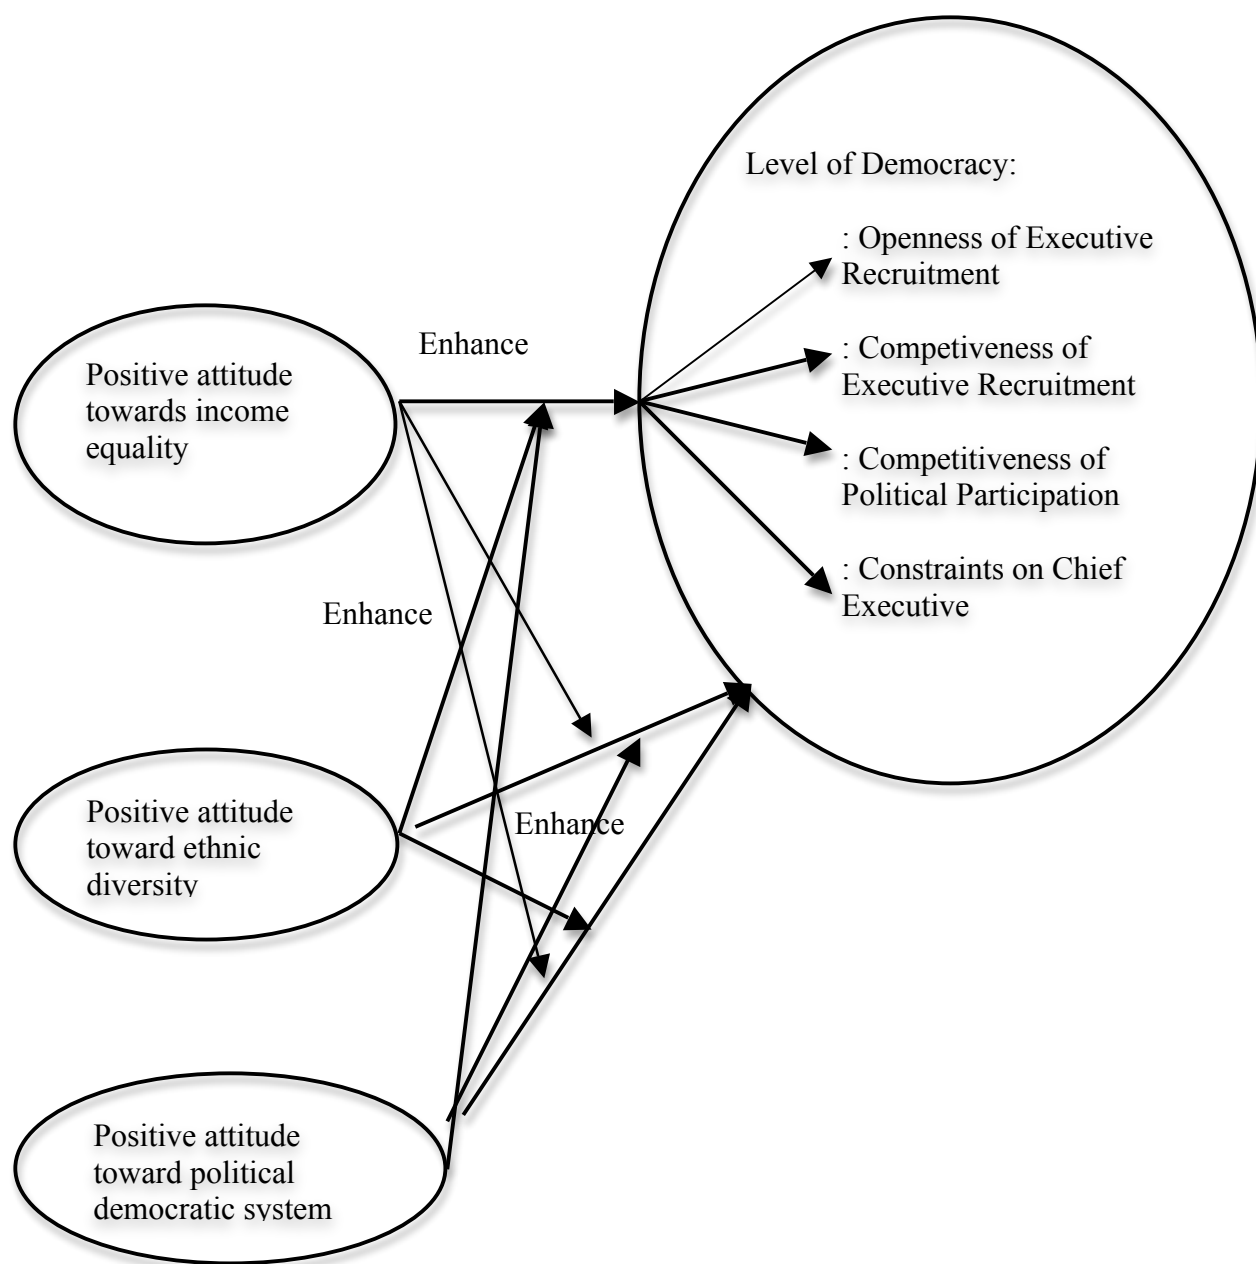 Level of Democracy:
: Openness of Executive
Recruitment
Enhance
: Competiveness of
Executive Recruitment
Positive attitude
towards income
equality
: Competitiveness of
Political Participation
: Constraints on Chief
Executive
Enhance
Positive attitude
toward ethnic
diversity
Enhance
Positive attitude
toward political
democratic system